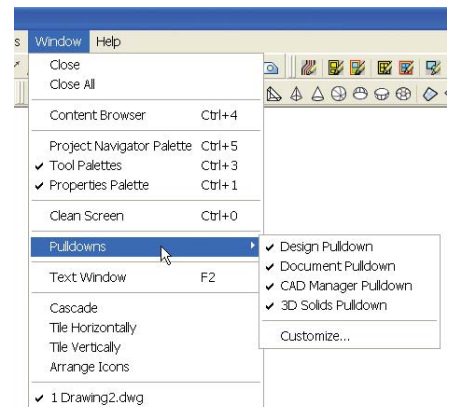 s Window Help
Close
Close All
Content Browser Ctrl+4
Project Navigator Palette Ctrl+5
Tool Palettes Ctrl+3
Properties Palette Ctrl+1
Clean Screen Ctrl+0
Pulldowns
Design Pulldown
Document Pulldown
CAD Manager Pulldown
3D Solids Pulldown
Customize...
Text Window F2
Cascade
Tile Horizontally
Tile Vertically
Arrange Icons
1 Drawing2.dwg